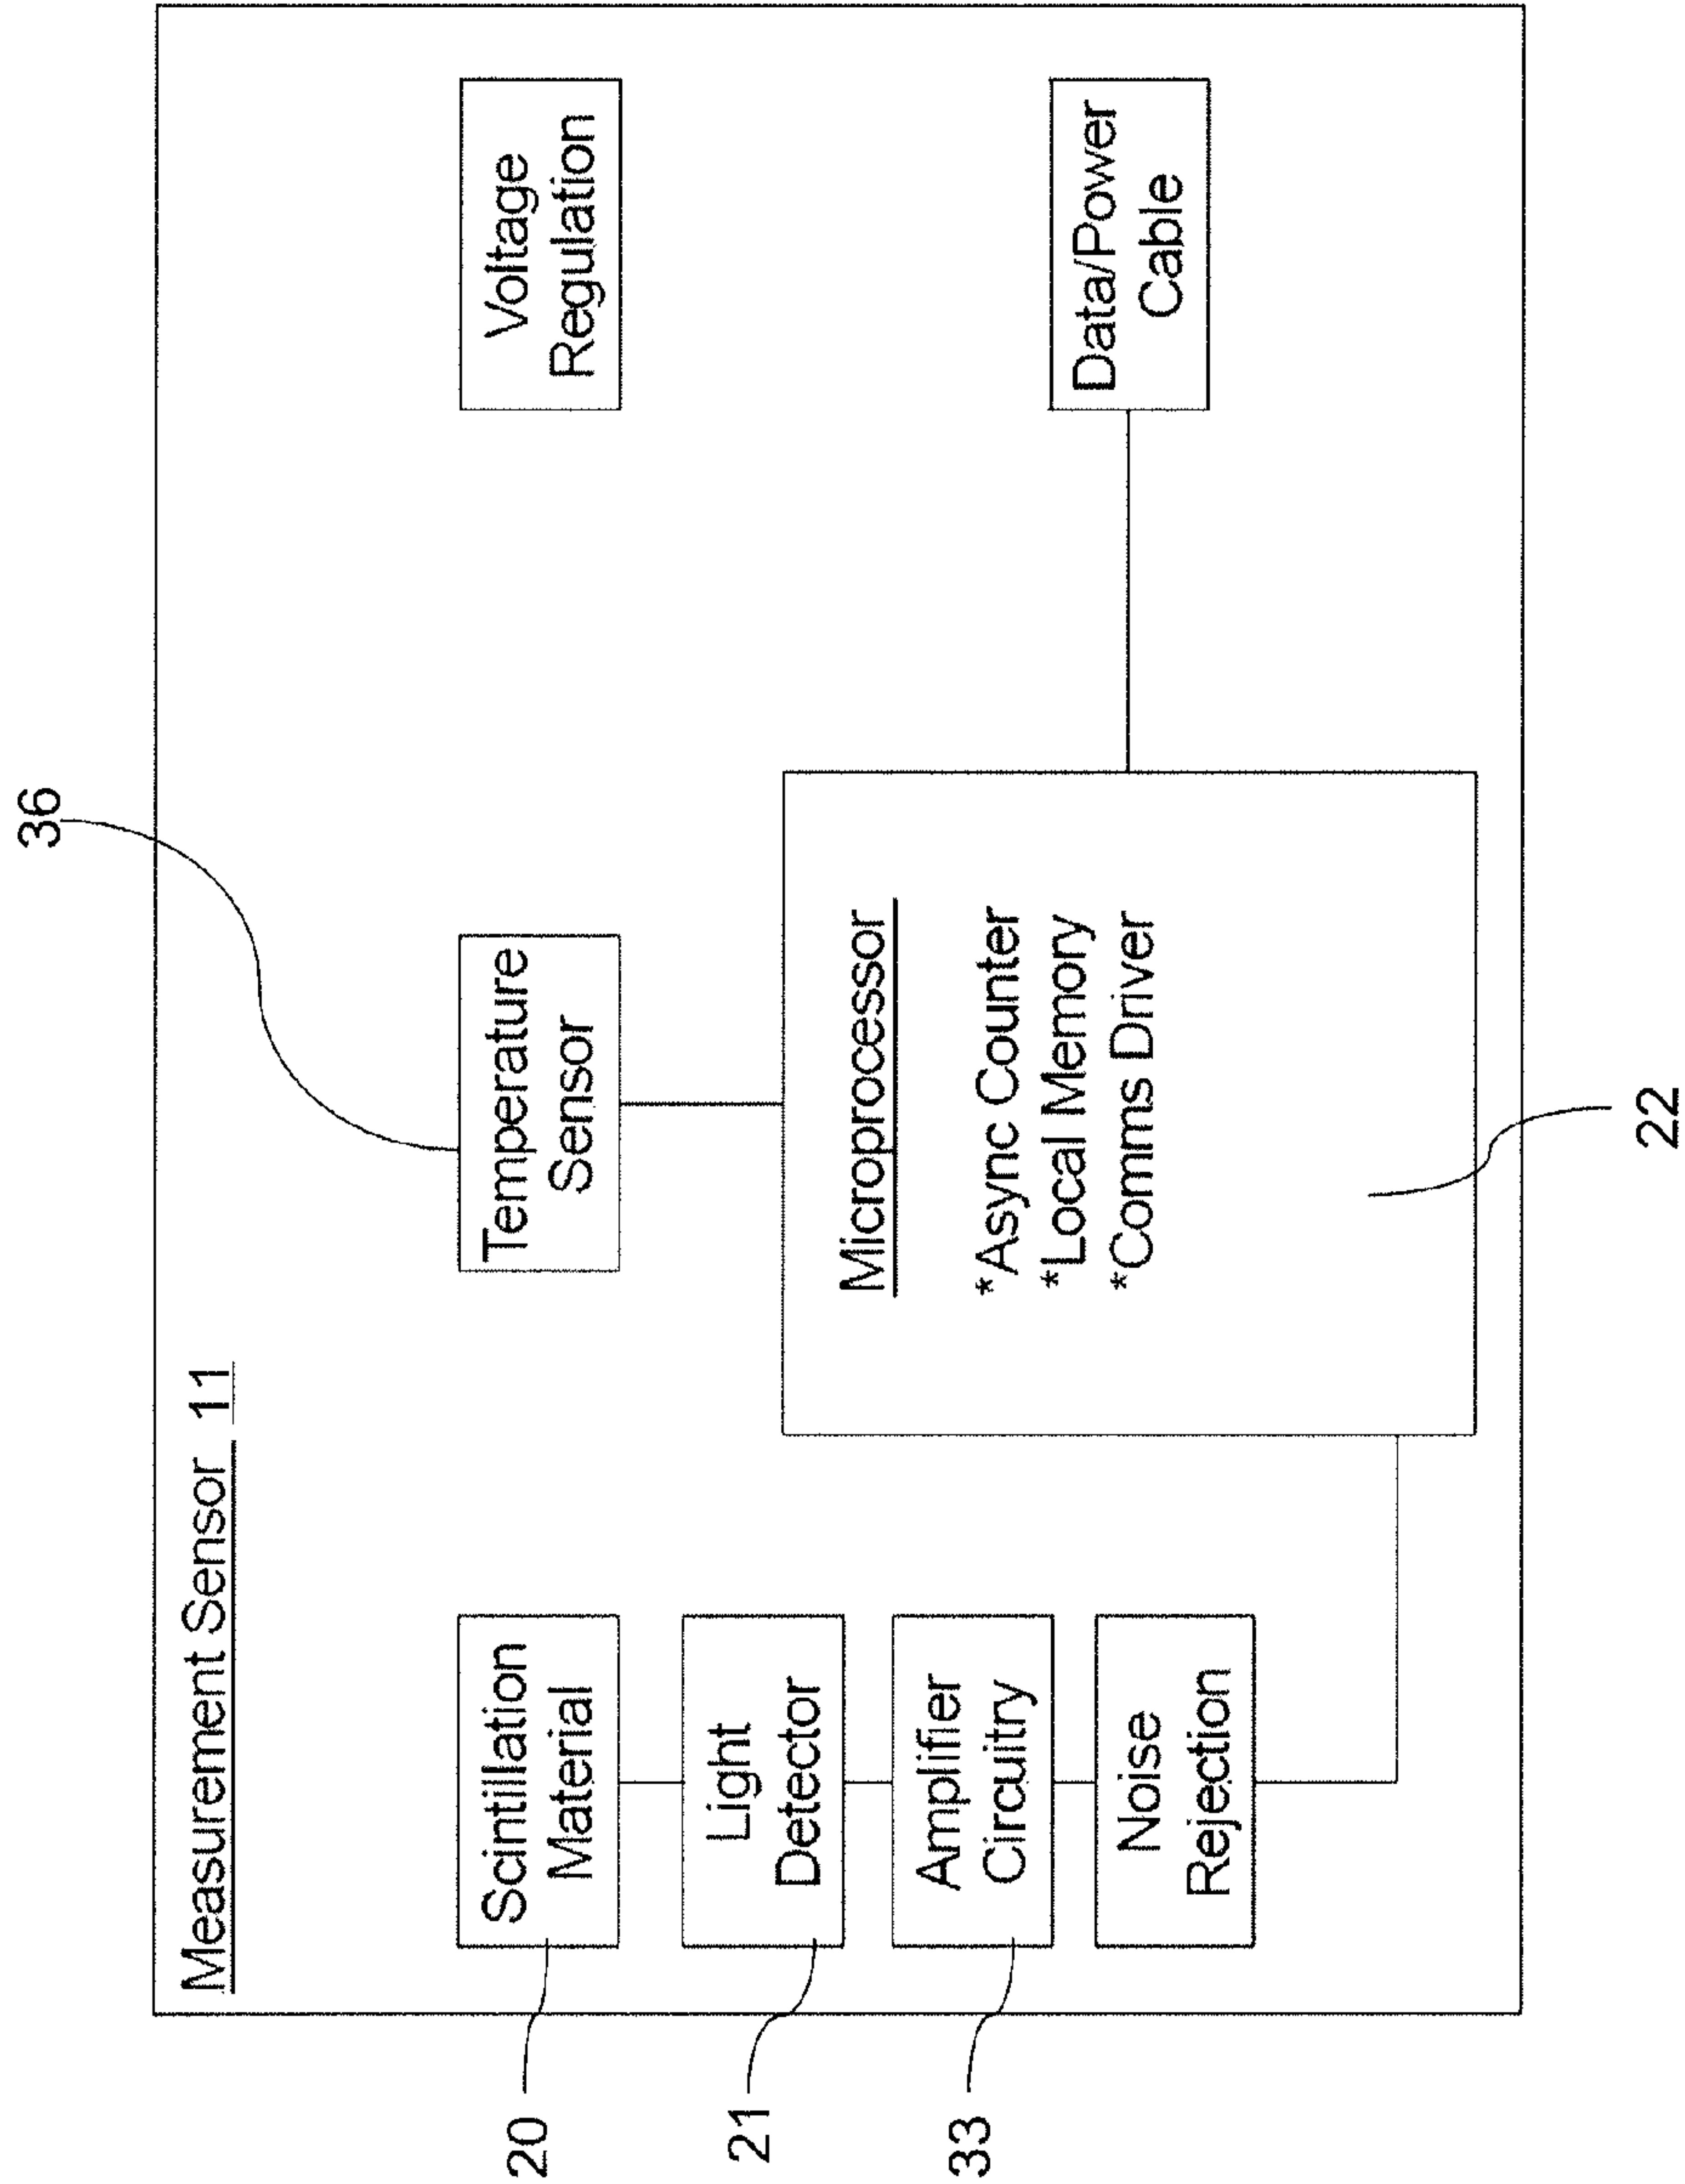 36
Measurement Sensor 11
Scintillation
Material
Temperature
Sensor
Voltage
Regulation
20
Light
Detector
21
Amplifier
Circuitry
33
Noise
Rejection
Microprocessor
*Async Counter
*Local Memory
*Comms Driver
Data/Power
Cable
22